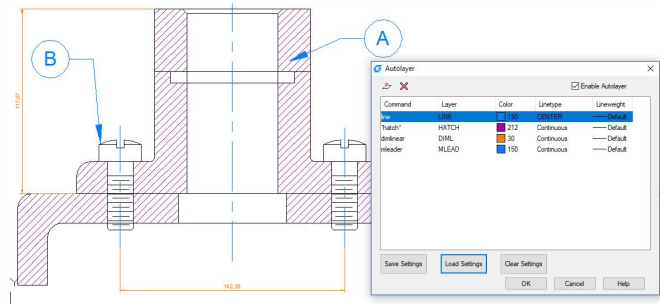 A
B
117,67
142,39
Y
Autolayer
Enable Autolayer
Command Layer Color Linetype Lineweight
line LINE 150 CENTER Default
"hatch" HATCH 212 Continuous Default
dimlinear DIML 30 Continuous Default
mleader MLEAD 150 Continuous Default
Save Settings Load Settings Clear Settings
OK Cancel Help